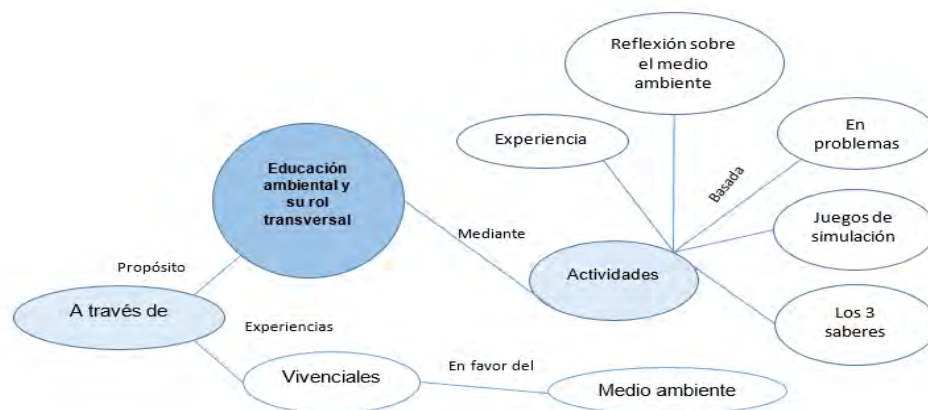 Reflexión sobre
el medio
ambiente
Experiencia
En
problemas
Basada
Educación
ambiental y
su rol
transversal
Mediante
Juegos de
simulación
Actividades
Propósito
A través de
Los 3
saberes
Experiencias
Vivenciales
En favor del
Medio ambiente